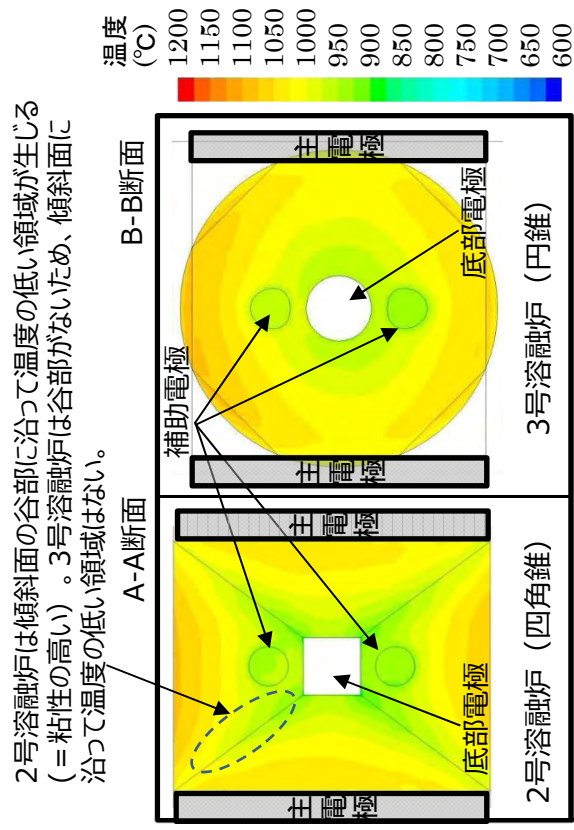 2号溶融炉は傾斜面の谷部に沿って温度の低い領域が生じる
(=粘性の高い)。3号溶融炉は谷部がないため、傾斜面に
沿って温度の低い領域はない。
A-A断面
B-B断面
温度
(℃)
1200
1150
1100
1050
1000
950
900
850
800
750
700
650
600
補助電極
主電極
主電極
主電極
主電極
底部電極
底部電極
2号溶融炉(四角錐)
3号溶融炉(円錐)